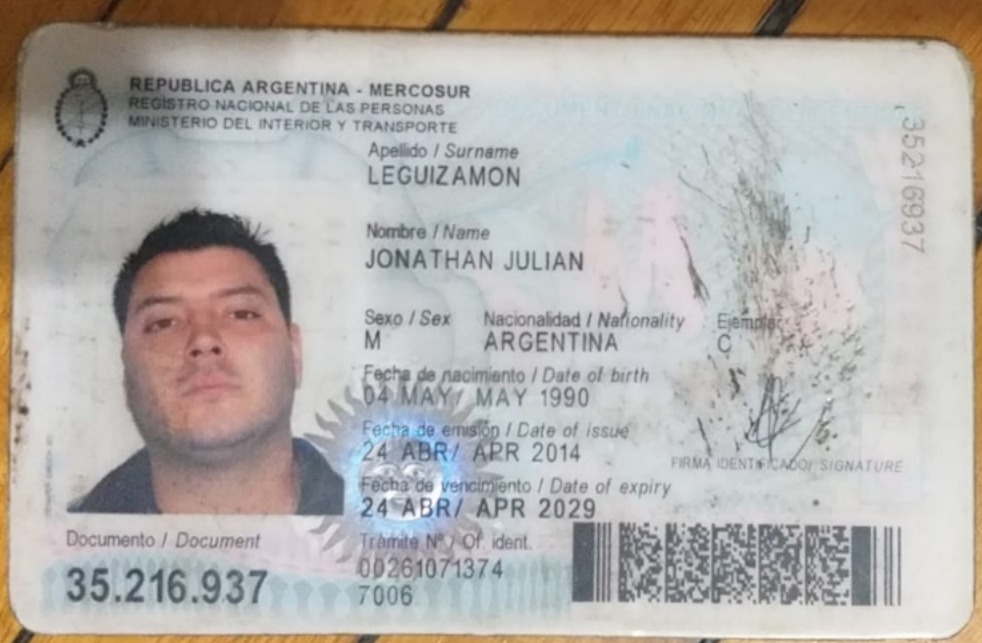 REPUBLICA ARGENTINA - MERCOSUR
REGISTRO NACIONAL DE LAS PERSONAS
MINISTERIO DEL INTERIOR Y TRANSPORTE
Apellido / Surname
LEGUIZAMON
Nombre / Name
JONATHAN JULIAN
Sexo / Sex Nacionalidad / Nationality Ejemplar
M ARGENTINA C
Fecha de nacimiento / Date of birth
04 MAY/ MAY 1990
Fecha de emisión / Date of issue
24 ABR/ APR 2014
Fecha de vencimiento / Date of expiry
24 ABR/ APR 2029
FIRMA IDENTIFICADO/ SIGNATURE
Documento / Document
35.216.937
Trámite Nº / Of. ident.
00261071374
7006
35216937